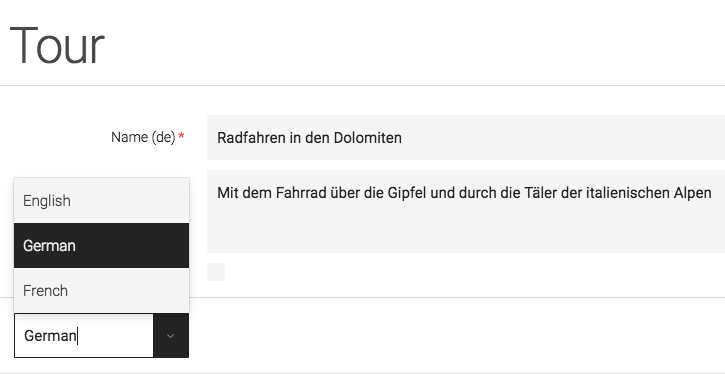 Tour
Name (de) * Radfahren in den Dolomiten
Mit dem Fahrrad über die Gipfel und durch die Täler der italienischen Alpen
English
German
French
German